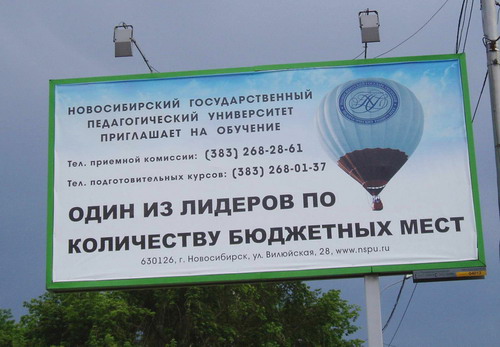 НОВОСИБИРСКИЙ ГОСУДАРСТВЕННЫЙ
ПЕДАГОГИЧЕСКИЙ УНИВЕРСИТЕТ
ПРИГЛАШАЕТ НА ОБУЧЕНИЕ
Тел. приемной комиссии: (383) 268-28-61
Тел. подготовительных курсов: (383) 268-01-37
ОДИН ИЗ ЛИДЕРОВ ПО
КОЛИЧЕСТВУ БЮДЖЕТНЫХ МЕСТ
630126, г. Новосибирск, ул. Вилюйская, 28, www.nspu.ru